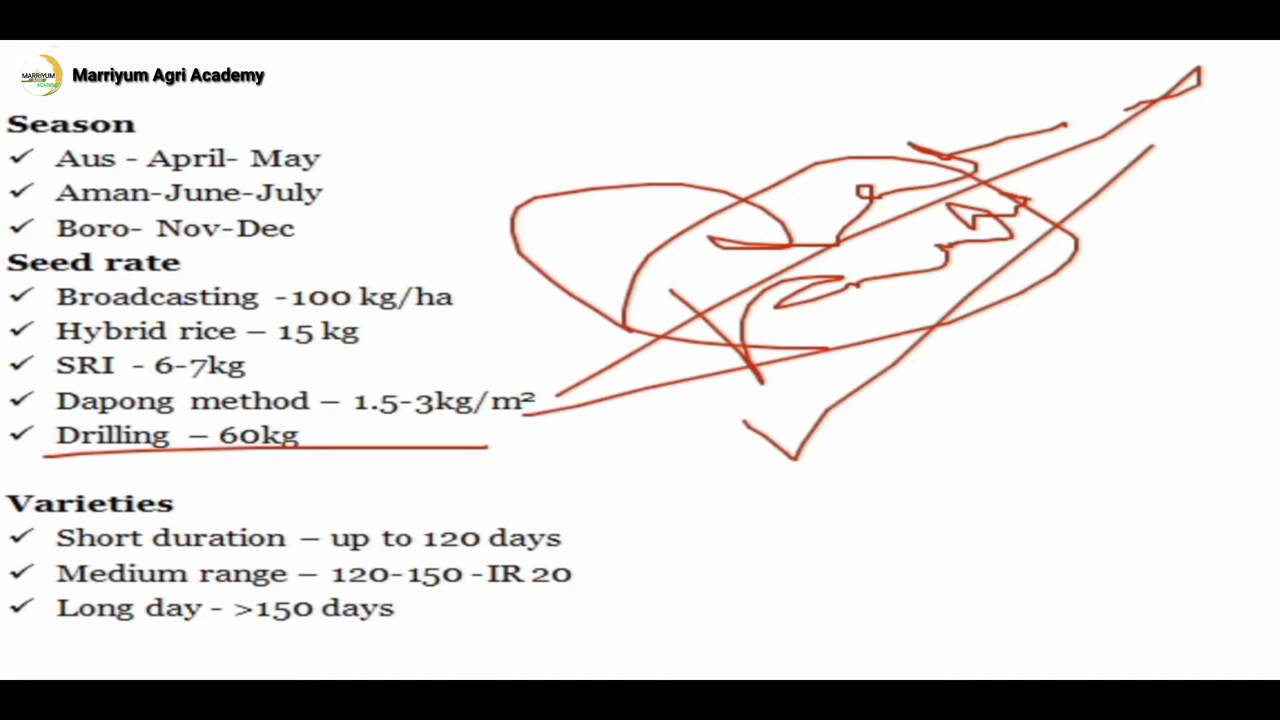 MARRIYUM
ACADEMY
Marriyum Agri Academy
Season
✓ Aus - April- May
✓ Aman-June-July
✓ Boro- Nov-Dec
Seed rate
✓ Broadcasting -100 kg/ha
✓ Hybrid rice – 15 kg
✓ SRI - 6-7kg
✓ Dapong method – 1.5-3kg/m²
✓ Drilling – 60kg
Varieties
✓ Short duration – up to 120 days
✓ Medium range – 120-150 -IR 20
✓ Long day - >150 days